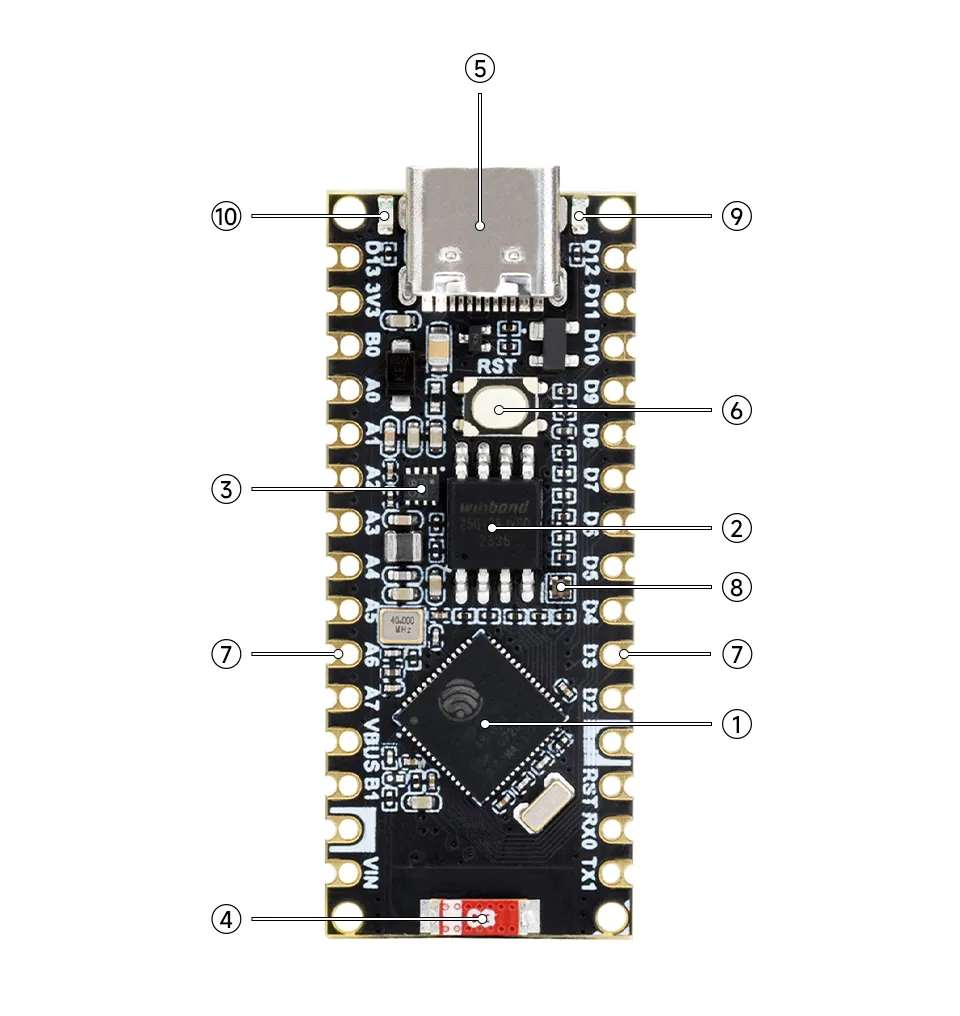 ⑤
⑩
⑨
D13
D12
3V3
D11
B0
D10
RST
A0
D9
⑥
A1
D8
A2
D7
③
winbond
②
A3
D6
A4
D5
⑧
A5
D4
40.000
MHz
⑦
A6
D3
⑦
A7
D2
①
VBUS
B1
RST
RX0
VIN
TX1
④